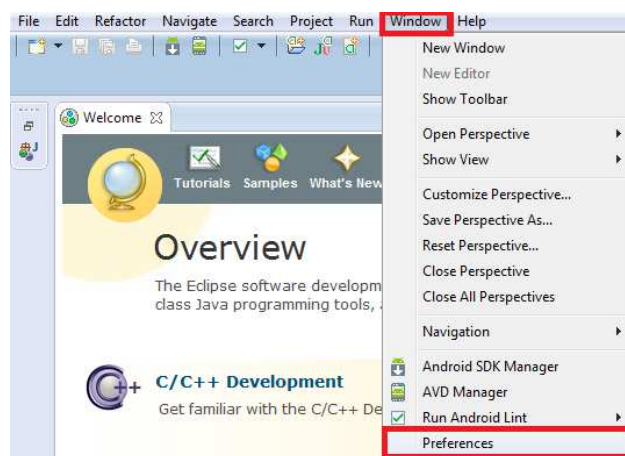 File Edit Refactor Navigate Search Project Run Window Help
Welcome
Tutorials Samples What's New
Overview
The Eclipse software developm
class Java programming tools,
C/C++ Development
Get familiar with the C/C++ De
New Window
New Editor
Show Toolbar
Open Perspective
Show View
Customize Perspective...
Save Perspective As...
Reset Perspective...
Close Perspective
Close All Perspectives
Navigation
Android SDK Manager
AVD Manager
Run Android Lint
Preferences